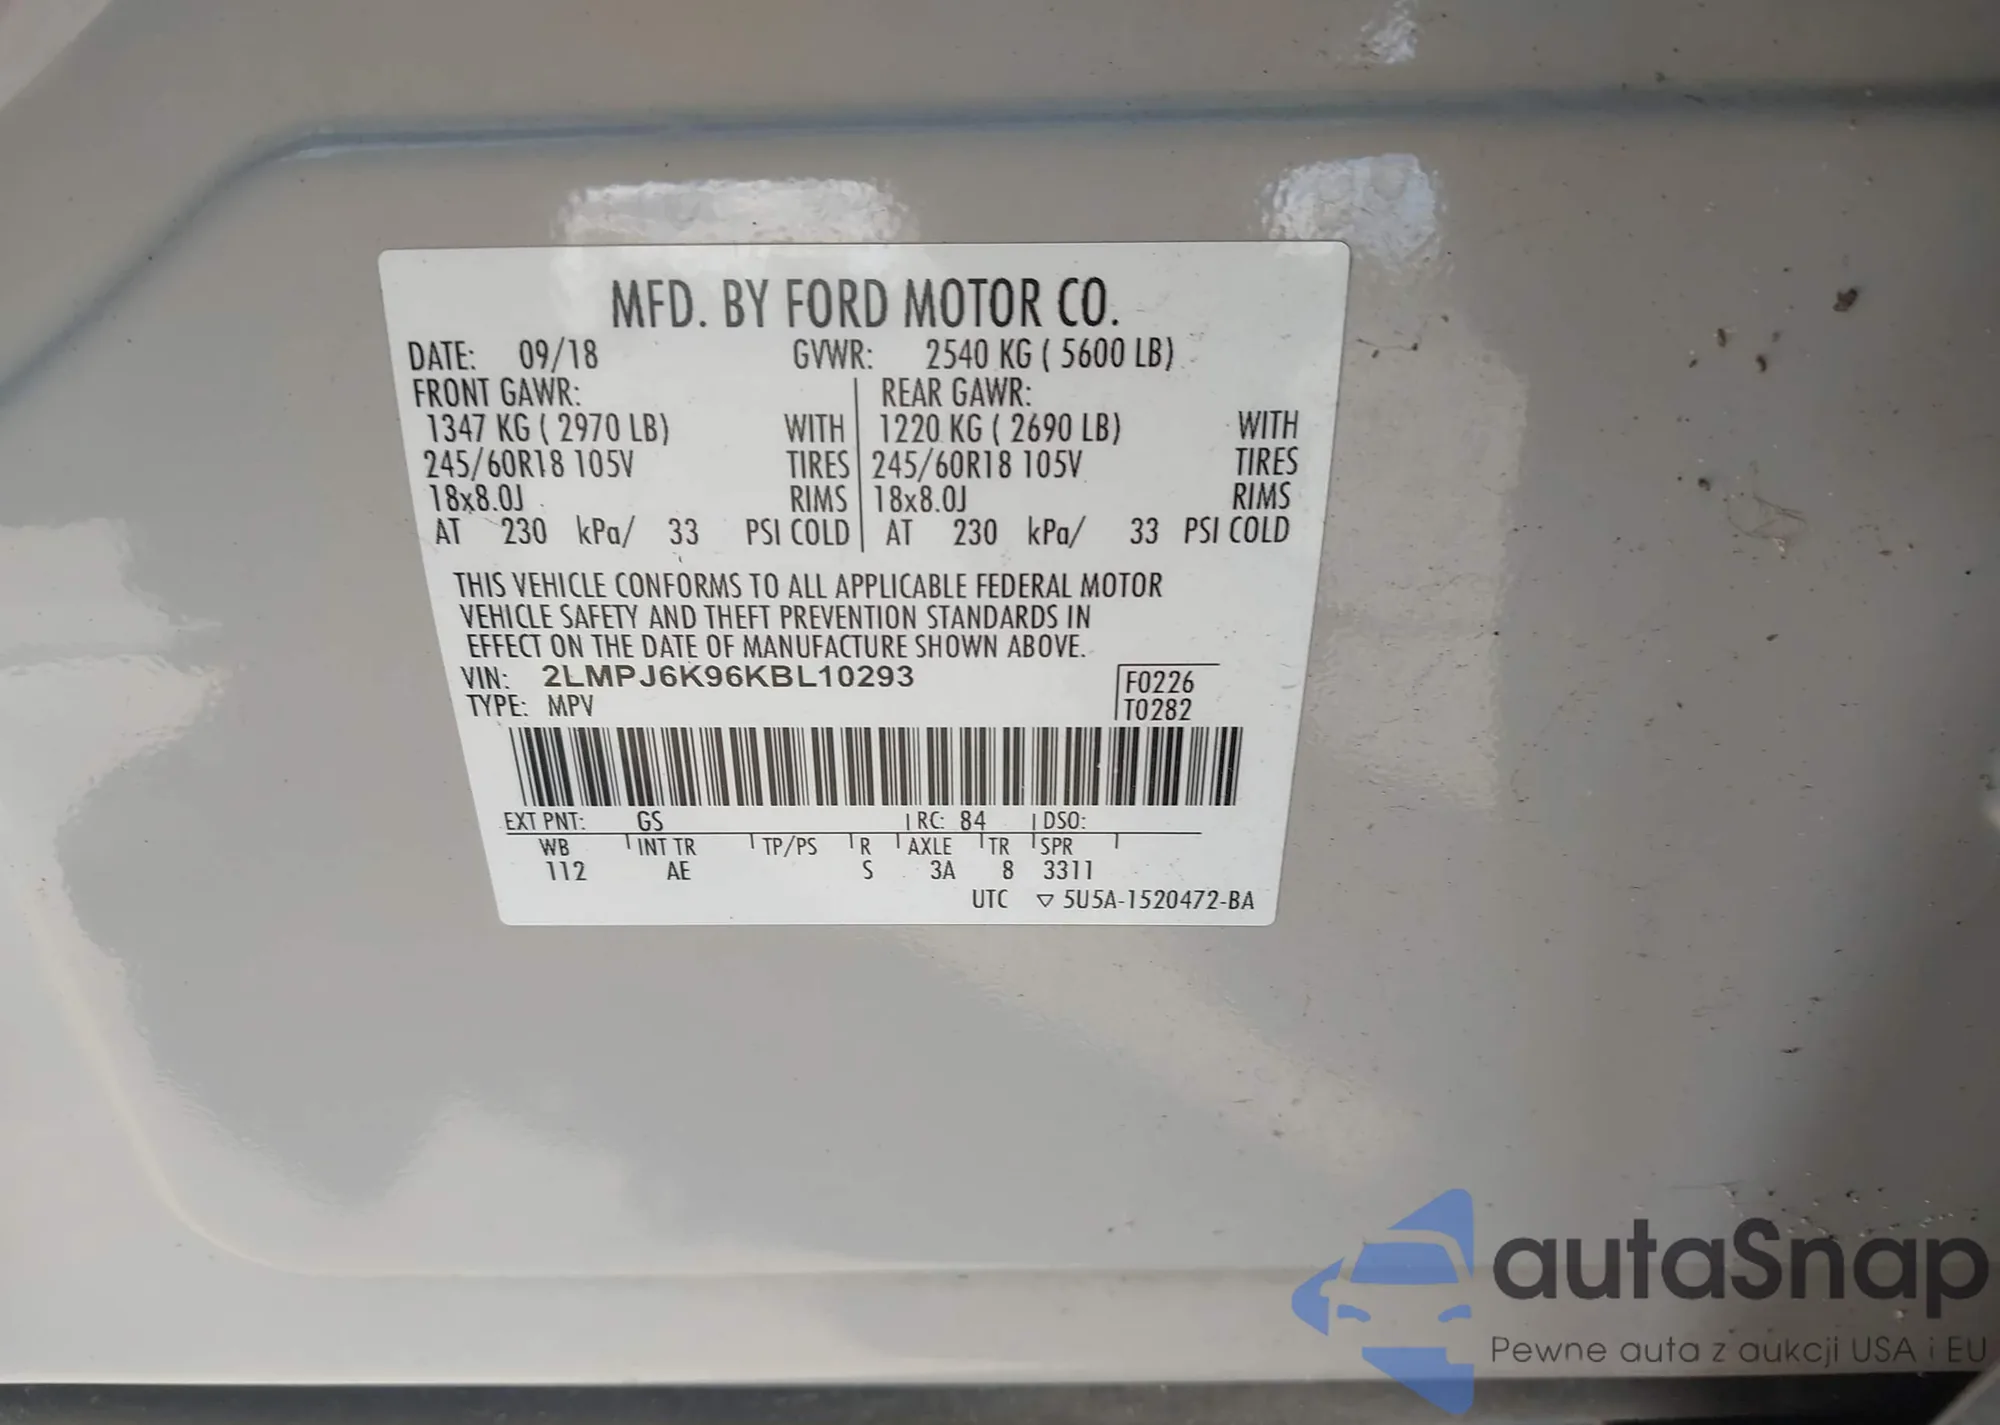 MFD. BY FORD MOTOR CO.
DATE: 09/18 GVWR: 2540 KG ( 5600 LB)
FRONT GAWR: REAR GAWR:
1347 KG ( 2970 LB) WITH 1220 KG ( 2690 LB) WITH
245/60R18 105V TIRES 245/60R18 105V TIRES
18x8.0J RIMS 18x8.0J RIMS
AT 230 kPa/ 33 PSI COLD AT 230 kPa/ 33 PSI COLD
THIS VEHICLE CONFORMS TO ALL APPLICABLE FEDERAL MOTOR
VEHICLE SAFETY AND THEFT PREVENTION STANDARDS IN
EFFECT ON THE DATE OF MANUFACTURE SHOWN ABOVE.
VIN: 2LMPJ6K96KBL10293
TYPE: MPV
F0226
T0282
EXT PNT: GS RC: 84 DSO:
WB INT TR TP/PS R AXLE TR SPR
112 AE S 3A 8 3311
UTC ▽ 5U5A-1520472-BA
autaSnap
Pewne auta z aukcji USA i EU